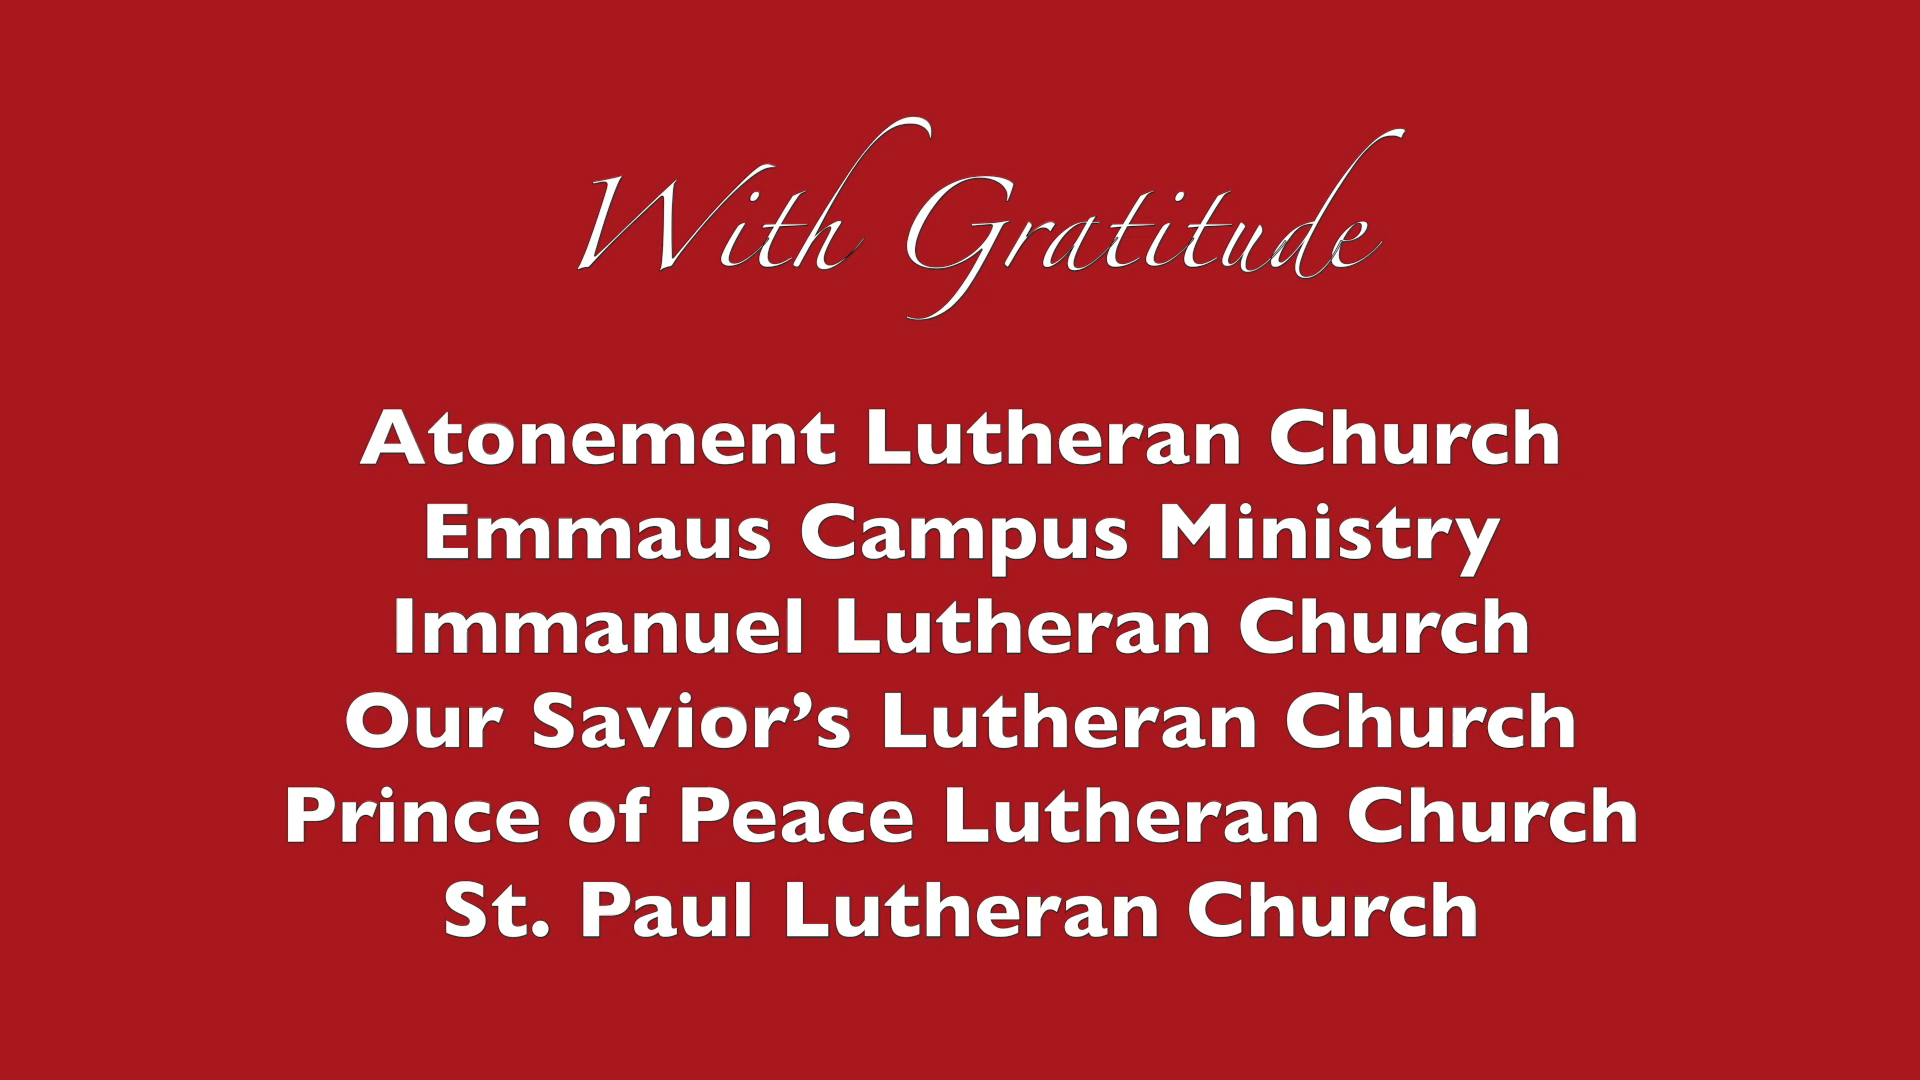 With Gratitude
Atonement Lutheran Church
Emmaus Campus Ministry
Immanuel Lutheran Church
Our Savior’s Lutheran Church
Prince of Peace Lutheran Church
St. Paul Lutheran Church